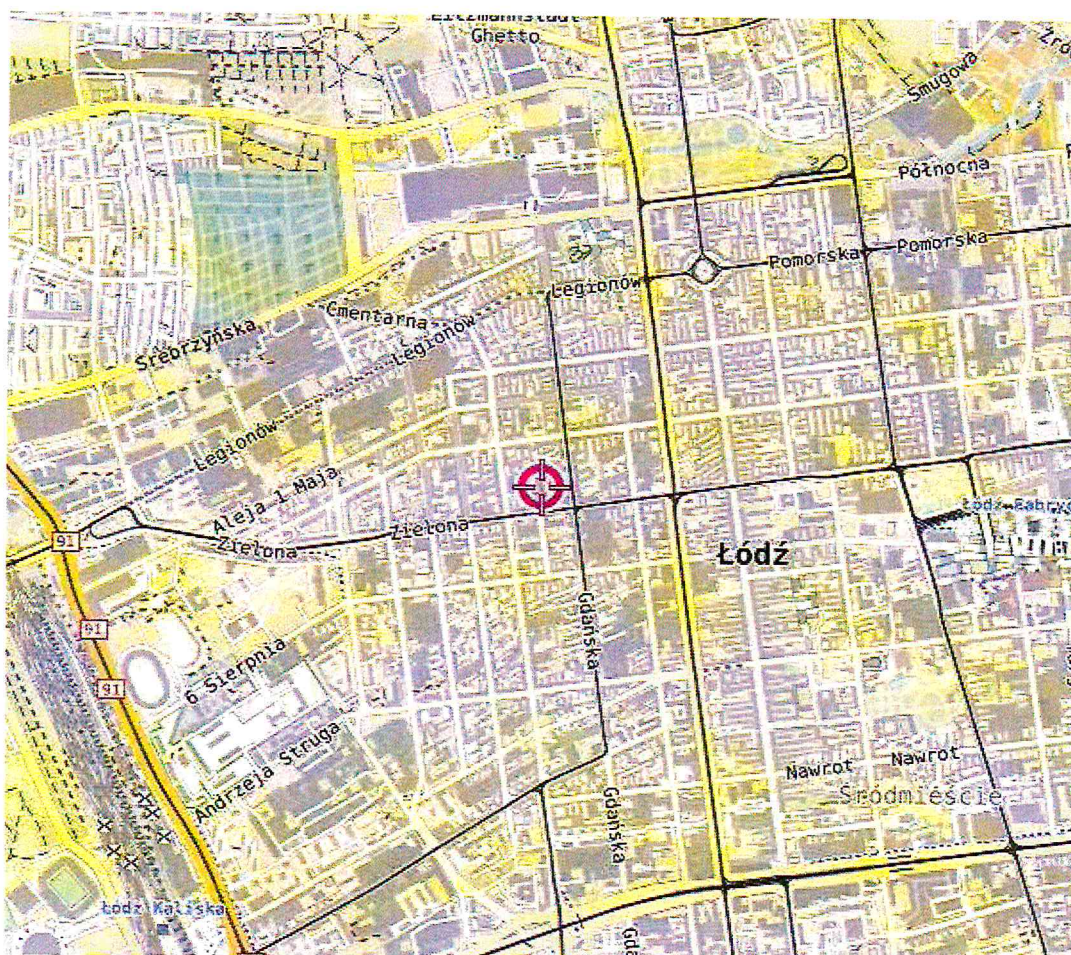 Litzmannstadt
Ghetto
Smugowa
Północna
Pomorska
Pomorska
Legionów
Cmentarna
Legionów
Srebrzyńska
Legionów
Aleja 1 Maja
Zielona
Zielona
91
Łódź
91
91
Gdańska
6 Sierpnia
Andrzeja Struga
Nawrot
Nawrot
Śródmieście
Gdańska
Łódź Kaliska